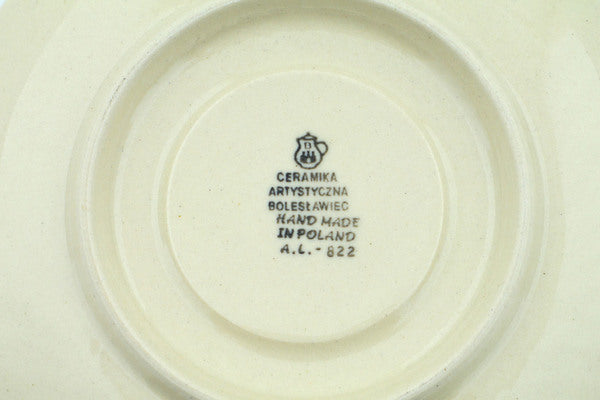 B
CERAMIKA
ARTYSTYCZNA
BOLESŁAWIEC
HAND MADE
IN POLAND
A.L.-822